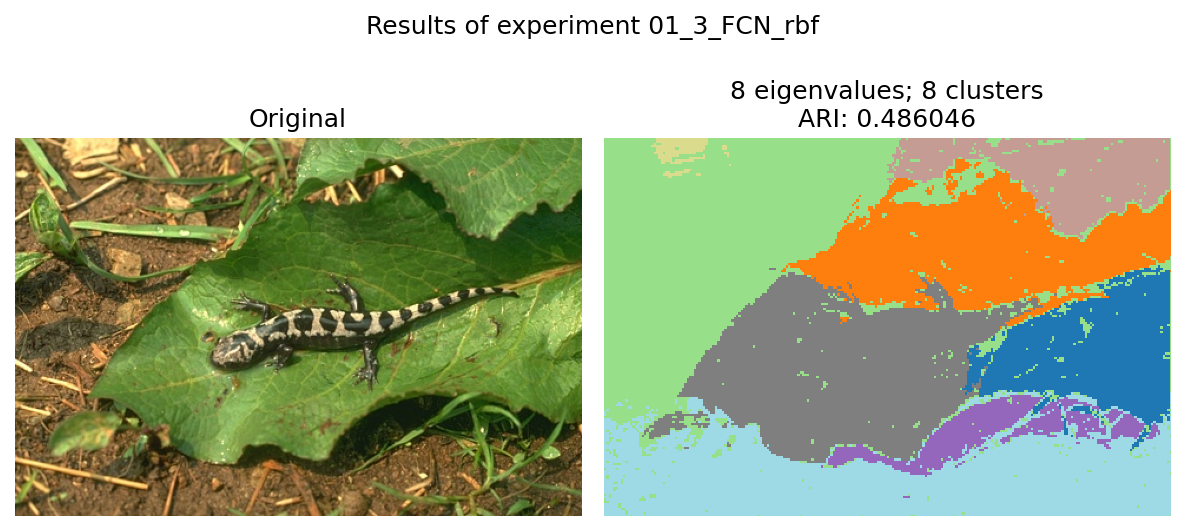 Results of experiment 01_3_FCN_rbf
Original
8 eigenvalues; 8 clusters
ARI: 0.486046